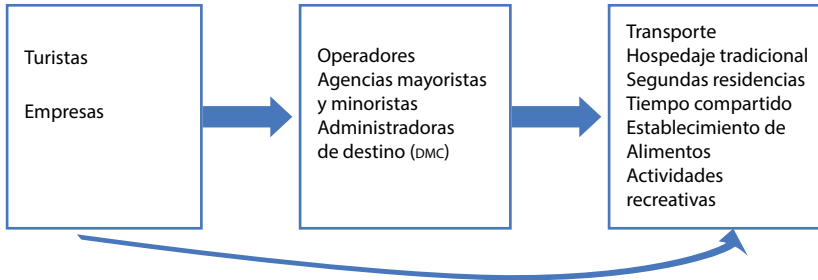 Turistas
Empresas
Operadores
Agencias mayoristas
y minoristas
Administradoras
de destino (DMC)
Transporte
Hospedaje tradicional
Segundas residencias
Tiempo compartido
Establecimiento de
Alimentos
Actividades
recreativas